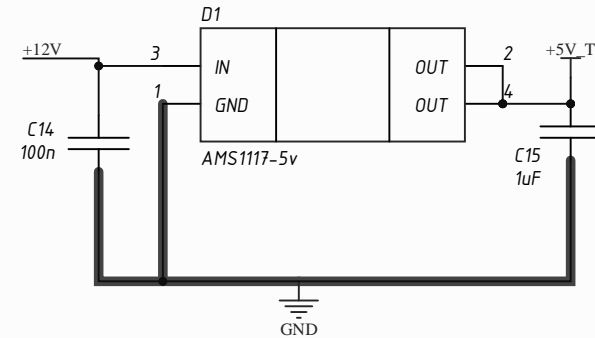 D1
+12V
3
IN
OUT
2
+5V_T
1
GND
OUT
4
C14
100n
AMS1117-5v
C15
1uF
GND